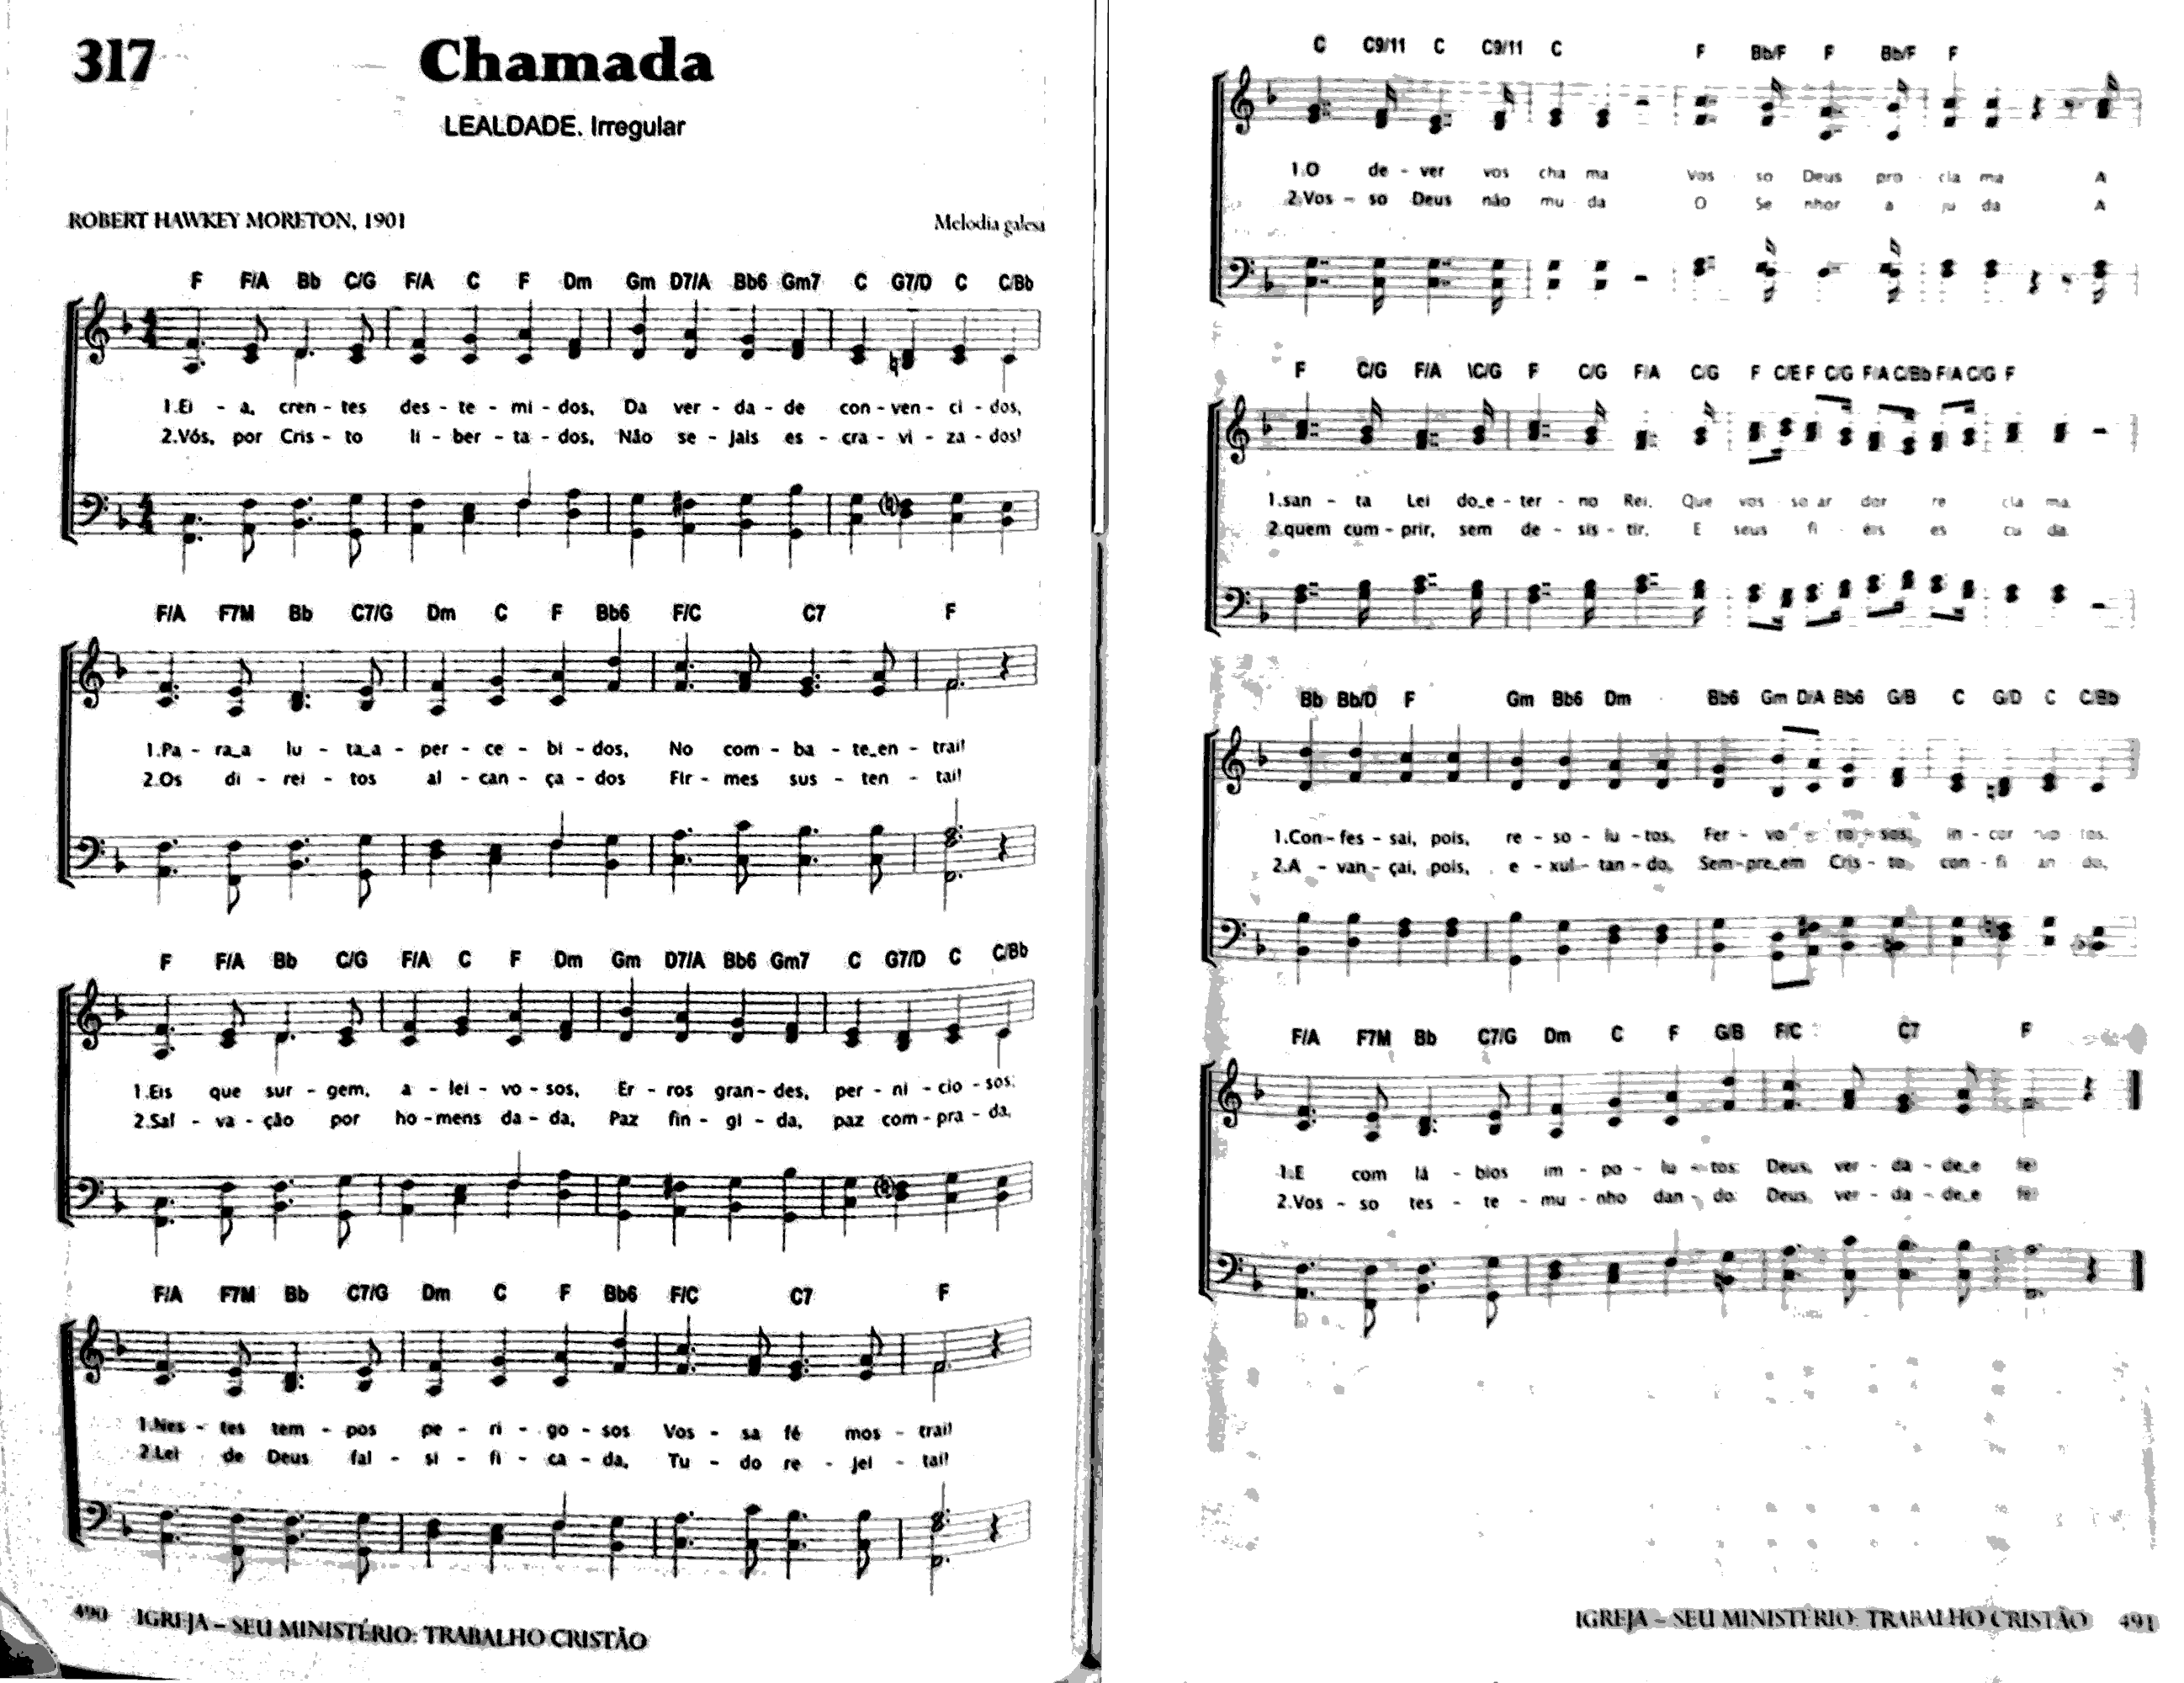 317
Chamada
LEALDADE. Irregular
ROBERT HAWKEY MORETON, 1901
Melodia galesa
F F/A Bb C/G F/A C F Dm Gm D7/A Bb6 Gm7 C G7/D C C/Bb
1.Ei - a, cren - tes des - te - mi - dos, Da ver - da - de con - ven - ci - dos,
2.Vós, por Cris - to li - ber - ta - dos, Não se - jais es - cra - vi - za - dos!
F/A F7M Bb C7/G Dm C F Bb6 F/C C7 F
1.Pa - ra_a lu - ta_a - per - ce - bi - dos, No com - ba - te_en - trai!
2.Os di - rei - tos al - can - ça - dos Fir - mes sus - ten - tai!
F F/A Bb C/G F/A C F Dm Gm D7/A Bb6 Gm7 C G7/D C C/Bb
1.Eis que sur - gem, a - lei - vo - sos, Er - ros gran - des, per - ni - cio - sos;
2.Sal - va - ção por ho - mens da - da, Paz fin - gi - da, paz com - pra - da,
F/A F7M Bb C7/G Dm C F Bb6 F/C C7 F
1.Nes - tes tem - pos pe - ri - go - sos Vos - sa fé mos - trai!
2.Lei de Deus fal - si - fi - ca - da, Tu - do re - jei - tai!
490 IGREJA – SEU MINISTÉRIO: TRABALHO CRISTÃO
C C9/11 C C9/11 C F Bb/F F Bb/F F
1.O de - ver vos cha ma Vos so Deus pro cla ma A
2.Vos - so Deus não mu da O Se nhor a ju da A
F C/G F/A \C/G F C/G F/A C/G F C/E F C/G F/A C/Bb F/A C/G F
1.san - ta Lei do_e - ter - no Rei. Que vos so ar dor re cla ma.
2.quem cum - prir, sem de - sis - tir, E seus fi éis es cu da.
Bb Bb/D F Gm Bb6 Dm Bb6 Gm D/A Bb6 G/B C G/D C C/Bb
1.Con - fes - sai, pois, re - so - lu - tos, Fer - vo - ro - sos, in - cor
2.A - van - çai, pois, e - xul - tan - do, Sem - pre_em Cris - to con - fi an do,
F/A F7M Bb C7/G Dm C F G/B F/C C7 F
1.E com lá - bios im - po - lu - tos: Deus, ver - da - de_e fé!
2.Vos - so tes - te - mu - nho dan - do: Deus, ver - da - de_e fé!
IGREJA – SEU MINISTÉRIO: TRABALHO CRISTÃO 491